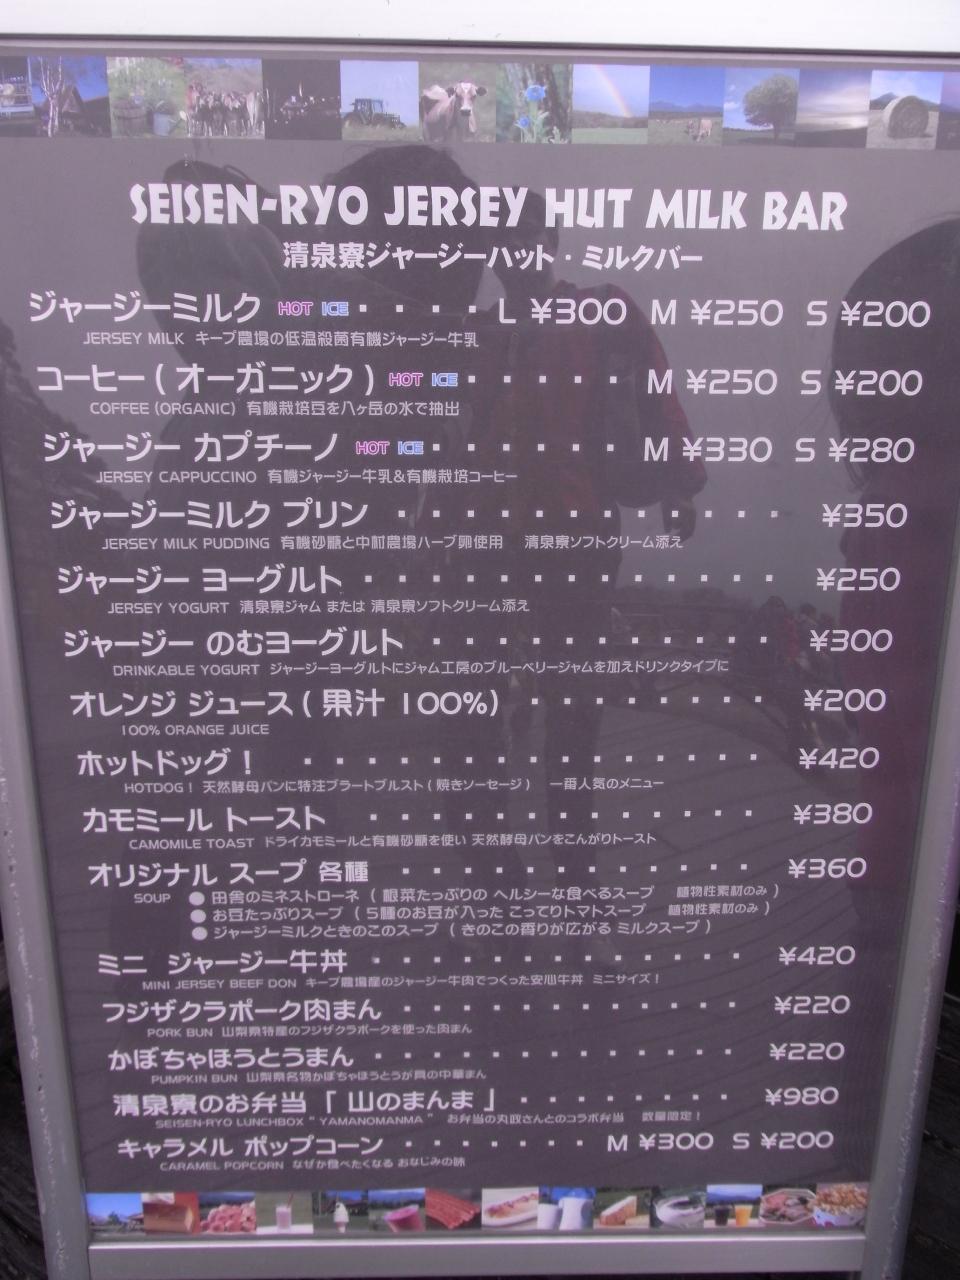 SEISEN-RYO JERSEY HUT MILK BAR
清泉寮ジャージーハット・ミルクバー
ジャージーミルク HOT ICE ・・・・ L ¥300 M ¥250 S ¥200
JERSEY MILK キープ農場の低温殺菌有機ジャージー牛乳
コーヒー ( オーガニック ) HOT ICE ・・・・・ M ¥250 S ¥200
COFFEE (ORGANIC) 有機栽培豆を八ヶ岳の水で抽出
ジャージー カプチーノ HOT ICE ・・・・・・ M ¥330 S ¥280
JERSEY CAPPUCCINO 有機ジャージー牛乳&有機栽培コーヒー
ジャージーミルク プリン ・・・・・・・・・・・・・ ¥350
JERSEY MILK PUDDING 有機砂糖と中村農場ハーブ卵使用 清泉寮ソフトクリーム添え
ジャージー ヨーグルト ・・・・・・・・・・・・・ ¥250
JERSEY YOGURT 清泉寮ジャム または 清泉寮ソフトクリーム添え
ジャージー のむヨーグルト ・・・・・・・・・・・ ¥300
DRINKABLE YOGURT ジャージーヨーグルトにジャム工房のブルーベリージャムを加えドリンクタイプに
オレンジ ジュース ( 果汁 100%) ・・・・・・・・ ¥200
100% ORANGE JUICE
ホットドッグ ! ・・・・・・・・・・・・・・・ ¥420
HOTDOG ! 天然酵母パンに特注ブラートブルスト ( 焼きソーセージ ) 一番人気のメニュー
カモミール トースト ・・・・・・・・・・・・・・ ¥380
CAMOMILE TOAST ドライカモミールと有機砂糖を使い 天然酵母パンをこんがりトースト
オリジナル スープ 各種 ・・・・・・・・・・・・・ ¥360
SOUP ● 田舎のミネストローネ ( 根菜たっぷりの ヘルシーな食べるスープ 植物性素材のみ )
● お豆たっぷりスープ ( 5種のお豆が入った こってりトマトスープ 植物性素材のみ )
● ジャージーミルクときのこのスープ ( きのこの香りが広がる ミルクスープ )
ミニ ジャージー牛丼 ・・・・・・・・・・・・・ ¥420
MINI JERSEY BEEF DON キープ農場産のジャージー牛肉でつくった安心牛丼 ミニサイズ !
フジザクラポーク肉まん ・・・・・・・・・・・・ ¥220
PORK BUN 山梨県特産のフジザクラポークを使った肉まん
かぼちゃほうとうまん ・・・・・・・・・・・・・ ¥220
PUMPKIN BUN 山梨県名物かぼちゃほうとうが具の中華まん
清泉寮のお弁当「 山のまんま 」 ・・・・・・・・ ¥980
SEISEN-RYO LUNCHBOX " YAMANOMANMA " お弁当の丸政さんとのコラボ弁当 数量限定 !
キャラメル ポップコーン ・・・・・・・ M ¥300 S ¥200
CARAMEL POPCORN なぜか食べたくなる おなじみの味